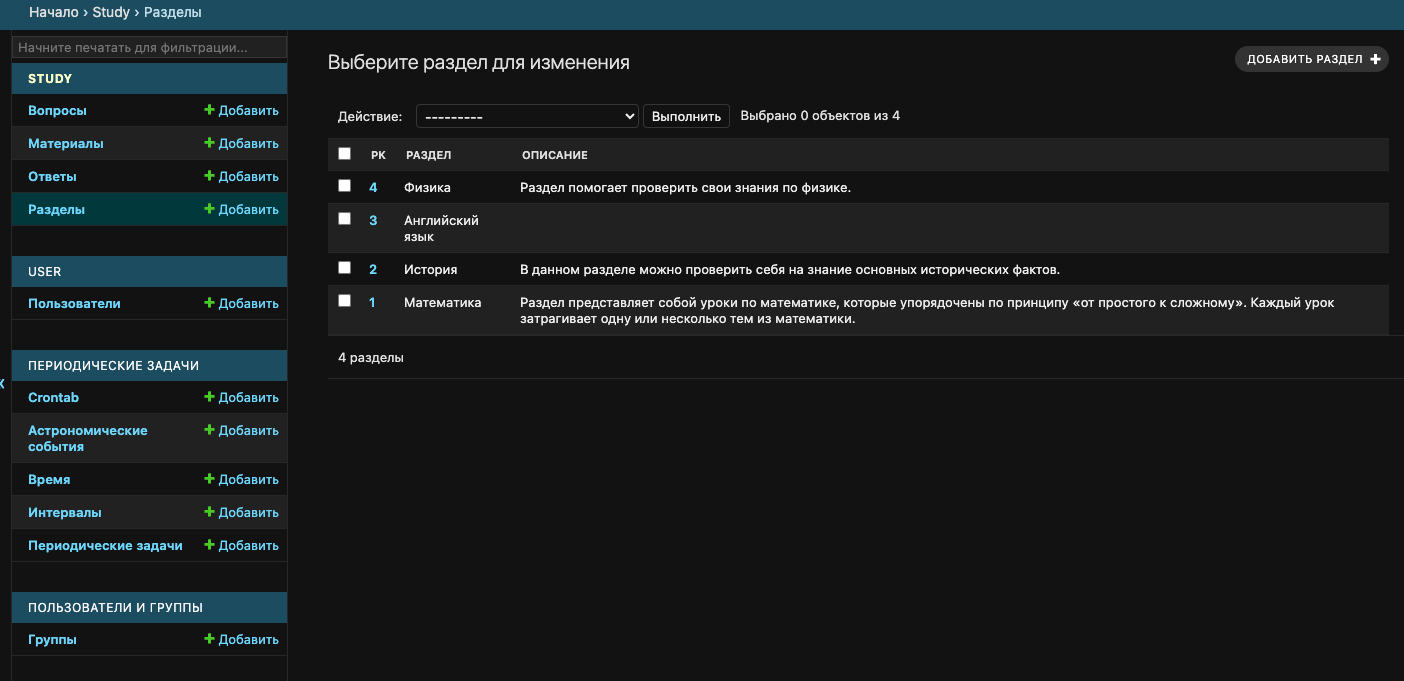 Начало › Study › Разделы
Начните печатать для фильтрации...
STUDY
Вопросы Добавить
Материалы Добавить
Ответы Добавить
Разделы Добавить
USER
Пользователи Добавить
ПЕРИОДИЧЕСКИЕ ЗАДАЧИ
Crontab Добавить
Астрономические Добавить
события
Время Добавить
Интервалы Добавить
Периодические задачи Добавить
ПОЛЬЗОВАТЕЛИ И ГРУППЫ
Группы Добавить
Выберите раздел для изменения
ДОБАВИТЬ РАЗДЕЛ
Действие: --------- Выполнить Выбрано 0 объектов из 4
PK РАЗДЕЛ ОПИСАНИЕ
4 Физика Раздел помогает проверить свои знания по физике.
3 Английский
язык
2 История В данном разделе можно проверить себя на знание основных исторических фактов.
1 Математика Раздел представляет собой уроки по математике, которые упорядочены по принципу «от простого к сложному». Каждый урок
затрагивает одну или несколько тем из математики.
4 разделы